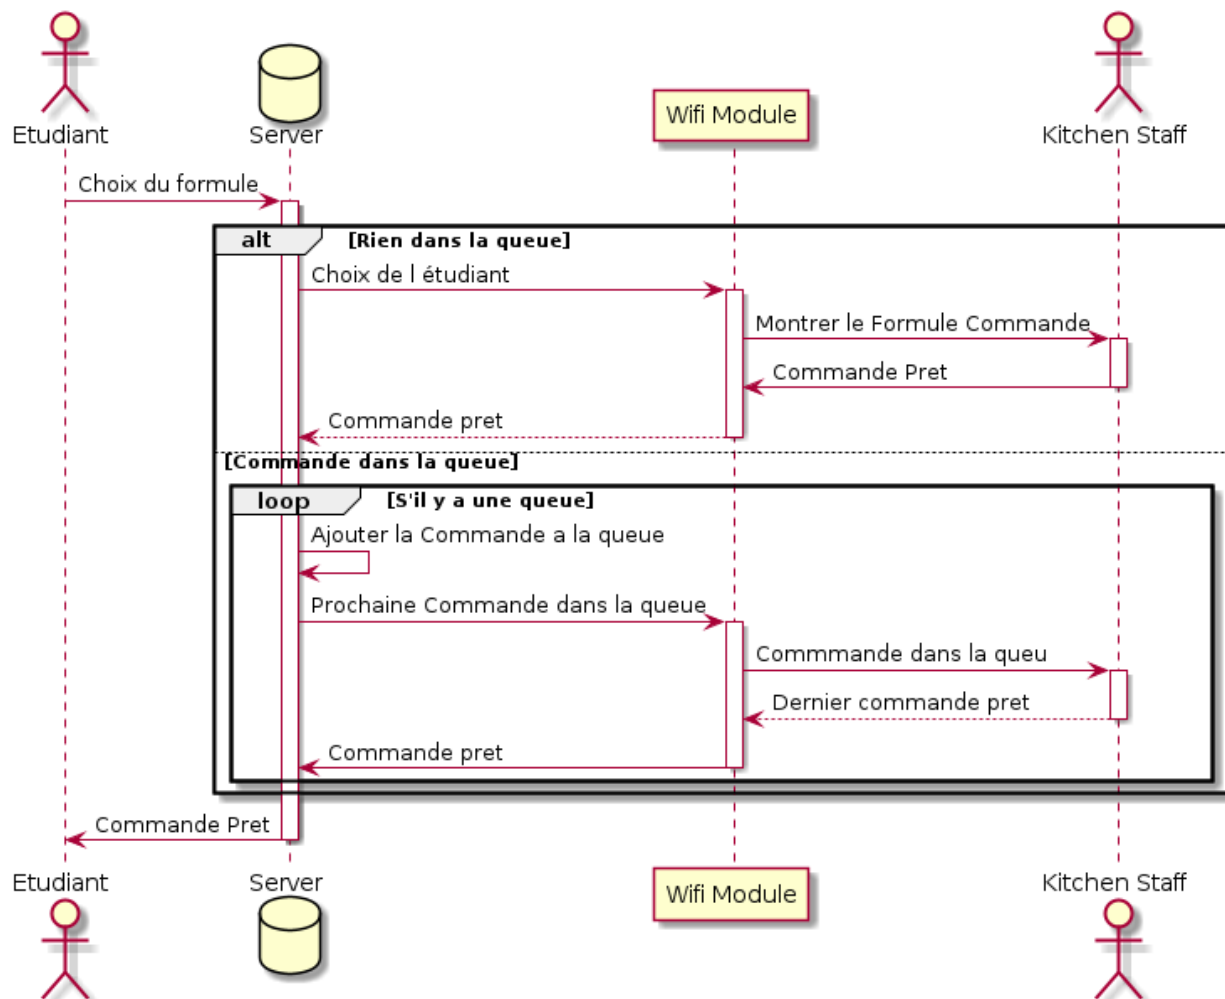 Etudiant
Server
Wifi Module
Kitchen Staff
Choix du formule
alt [Rien dans la queue]
Choix de l étudiant
Montrer le Formule Commande
Commande Pret
Commande pret
[Commande dans la queue]
loop [S'il y a une queue]
Ajouter la Commande a la queue
Prochaine Commande dans la queue
Commmande dans la queu
Dernier commande pret
Commande pret
Commande Pret
Etudiant
Server
Wifi Module
Kitchen Staff